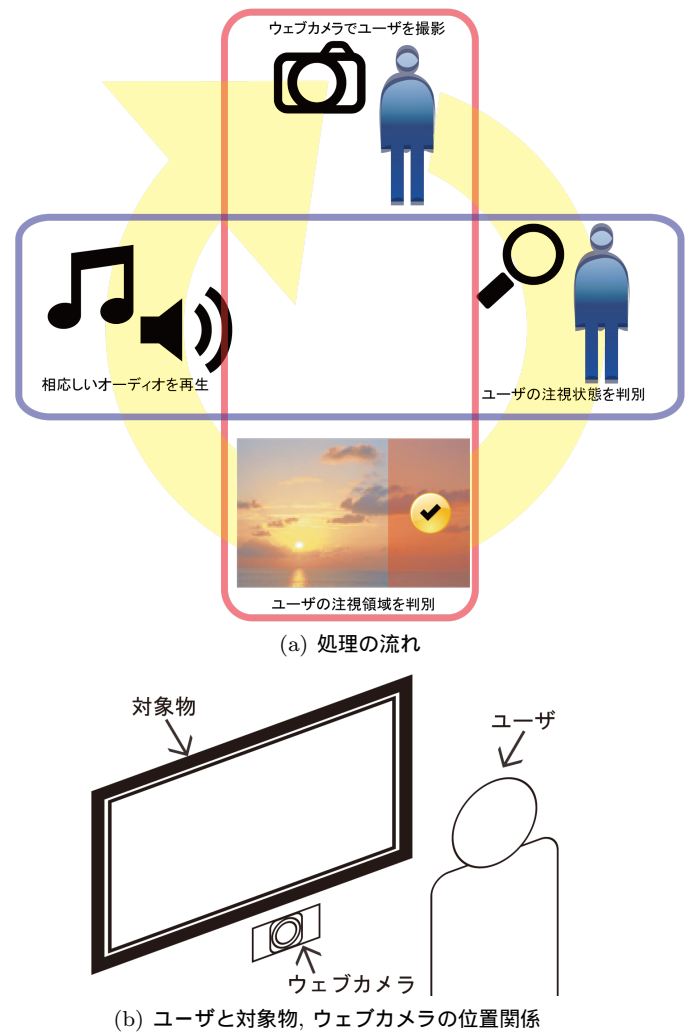 ウェブカメラでユーザを撮影
相応しいオーディオを再生
ユーザの注視状態を判別
ユーザの注視領域を判別
(a) 処理の流れ
対象物
ユーザ
ウェブカメラ
(b) ユーザと対象物, ウェブカメラの位置関係